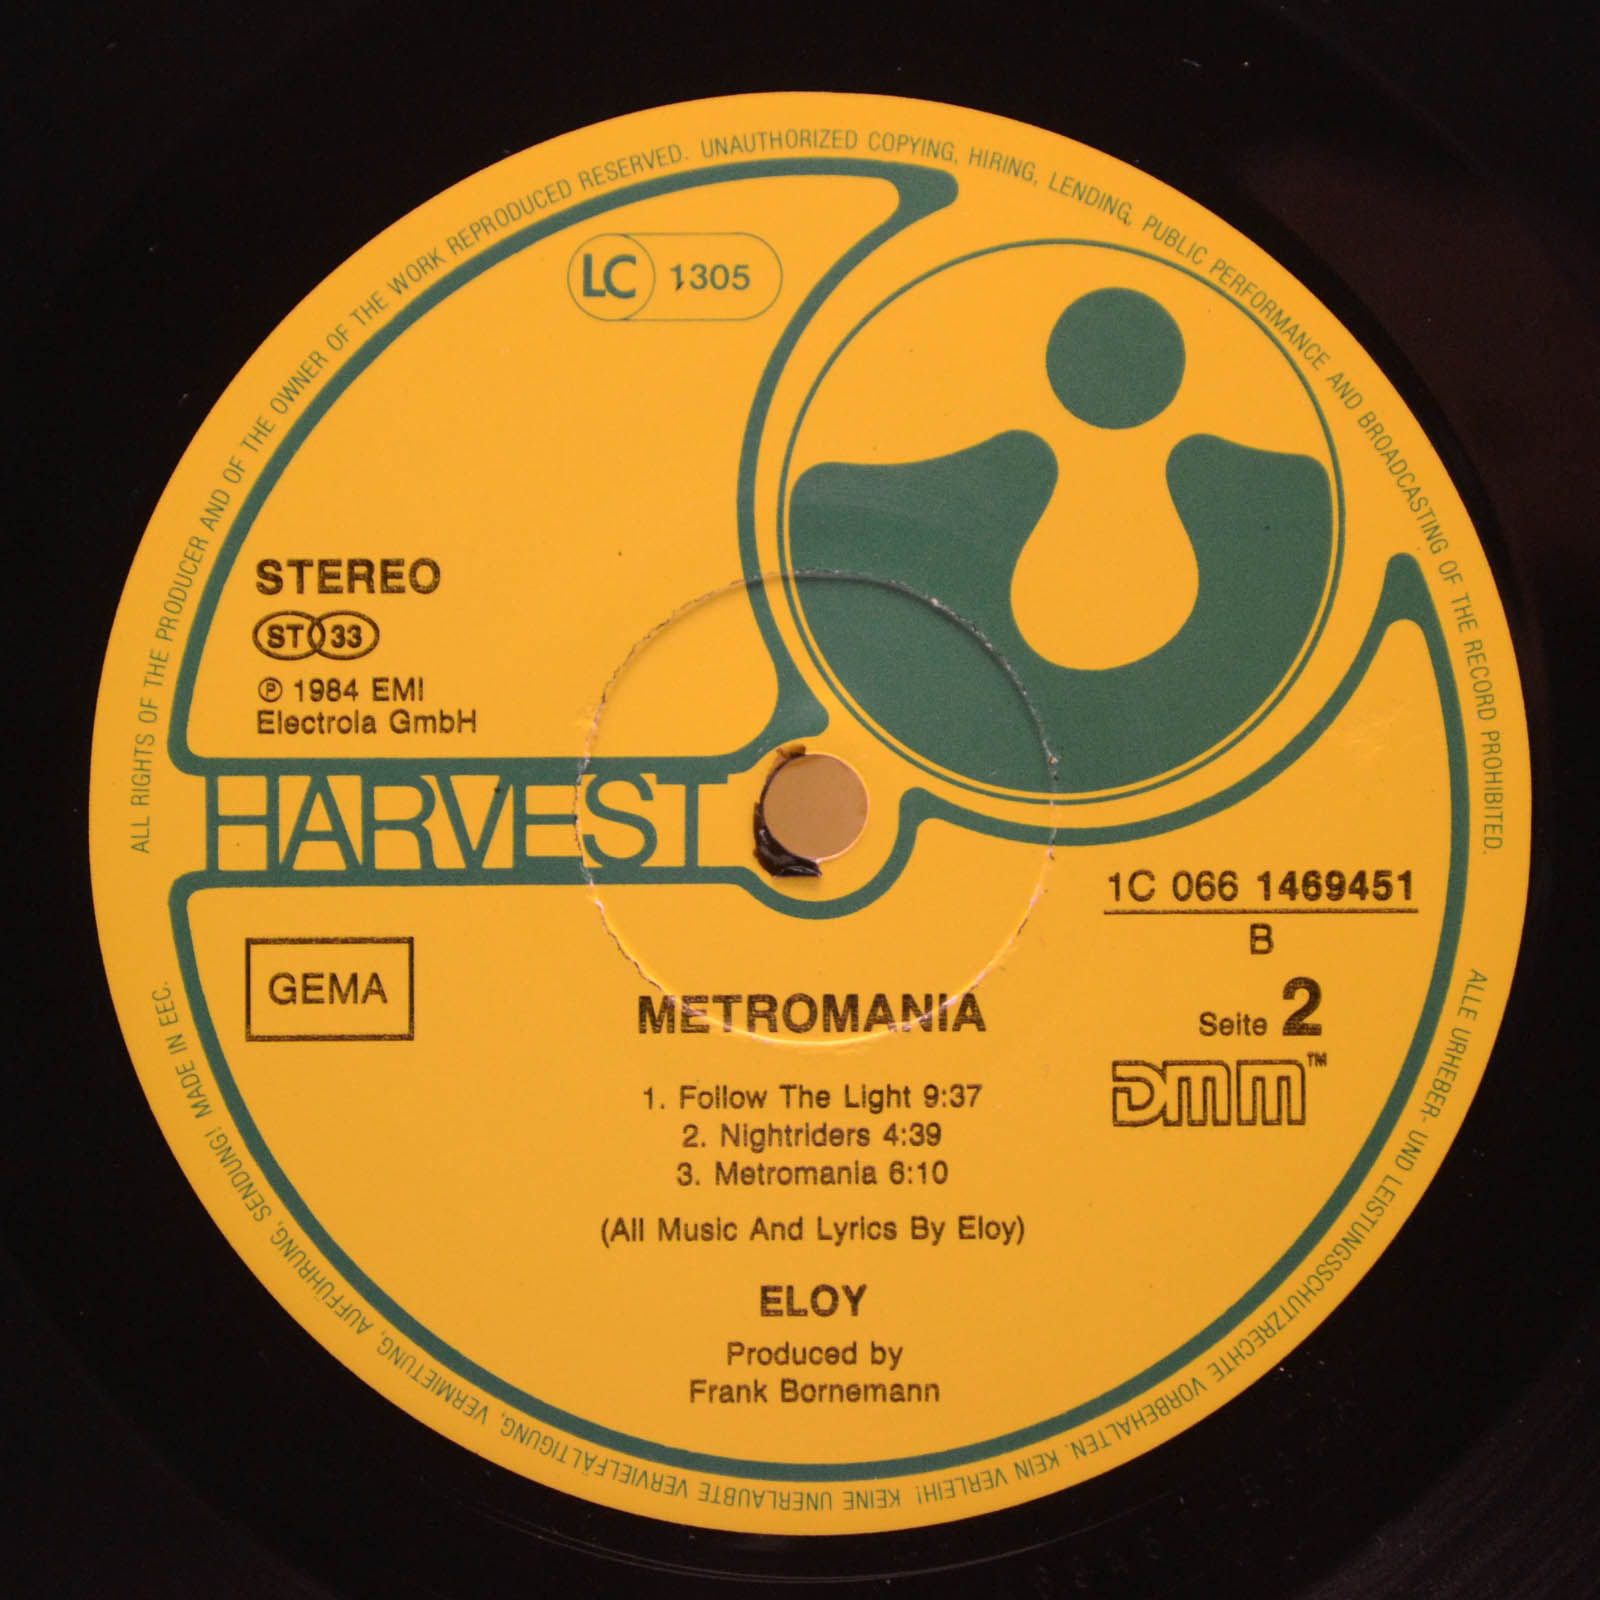 ALL RIGHTS OF THE PRODUCER AND OF THE OWNER OF THE WORK REPRODUCED RESERVED. UNAUTHORIZED COPYING, HIRING, LENDING, PUBLIC PERFORMANCE AND BROADCASTING OF THE RECORD PROHIBITED.
LC 1305
STEREO
ST 33
℗ 1984 EMI
Electrola GmbH
HARVEST
1C 066 1469451
B
Seite 2
DMM™
GEMA
METROMANIA
1. Follow The Light 9:37
2. Nightriders 4:39
3. Metromania 6:10
(All Music And Lyrics By Eloy)
ELOY
Produced by
Frank Bornemann
ALLE URHEBER- UND LEISTUNGSSCHUTZRECHTE VORBEHALTEN. KEIN VERLEIH! KEINE UNERLAUBTE VERVIELFÄLTIGUNG, VERMIETUNG, AUFFÜHRUNG, SENDUNG! MADE IN EEC.